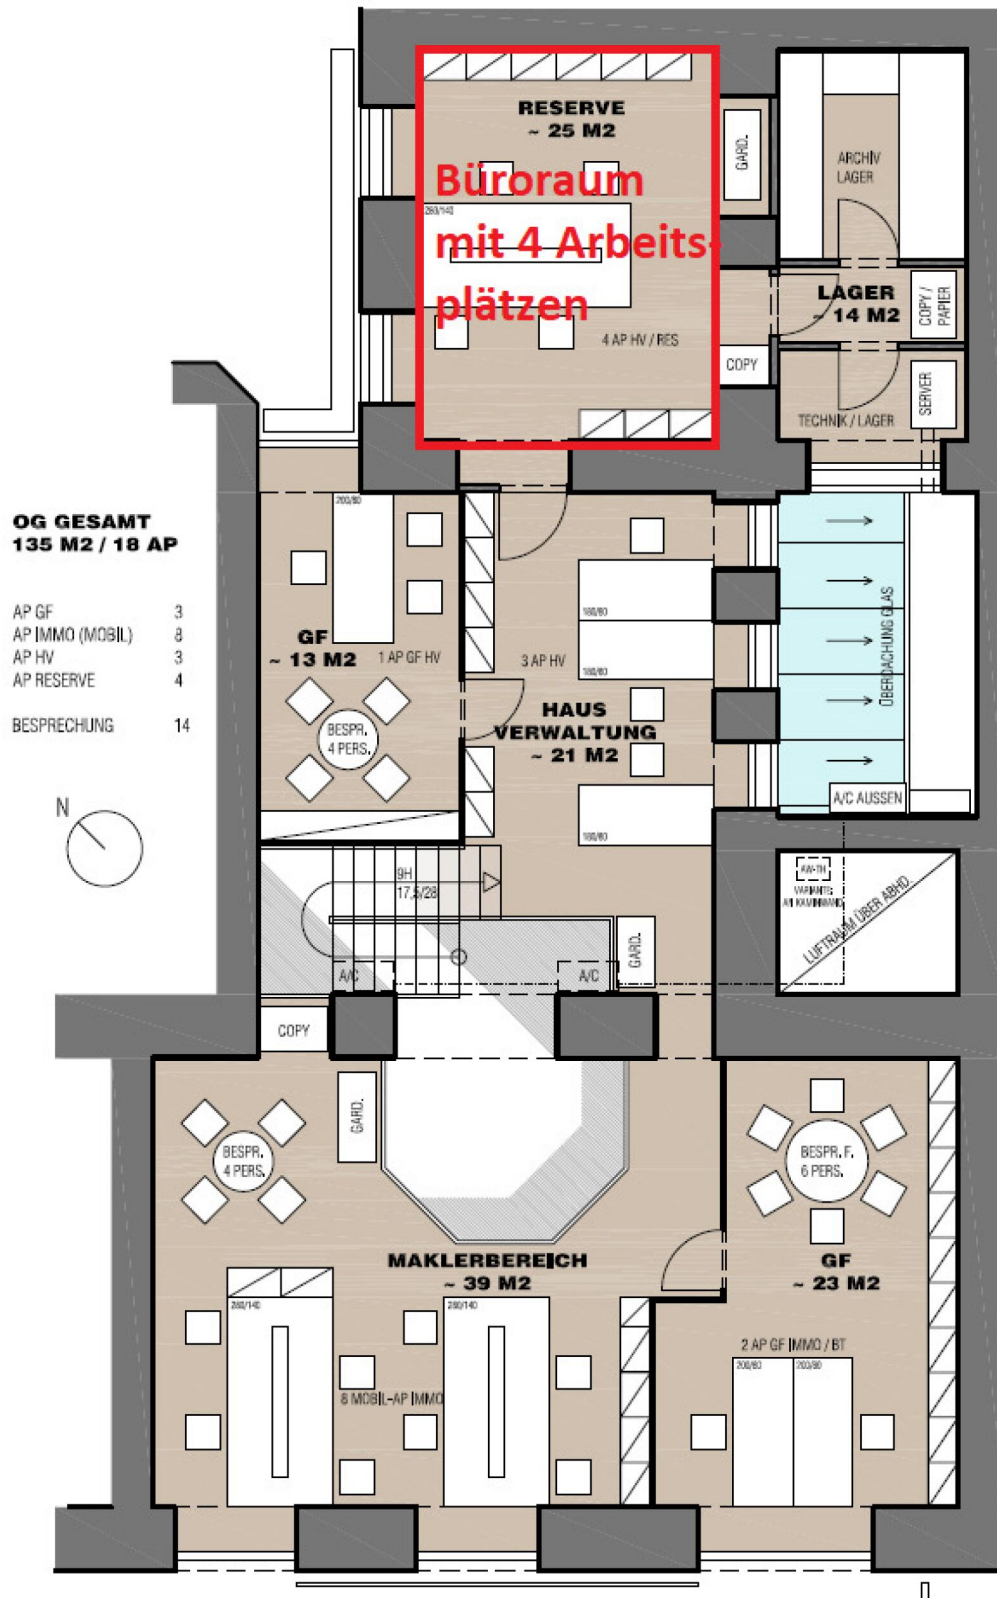 RESERVE
~ 25 M2
Büroraum
mit 4 Arbeits-
plätzen
280/140
4 AP HV / RES
GARD.
ARCHIV
LAGER
LAGER
~ 14 M2
COPY /
PAPIER
COPY
TECHNIK / LAGER
SERVER
OG GESAMT
135 M2 / 18 AP
AP GF 3
AP IMMO (MOBIL) 8
AP HV 3
AP RESERVE 4
BESPRECHUNG 14
N
200/80
GF
~ 13 M2
1 AP GF HV
BESPR.
4 PERS.
3 AP HV
180/80
180/80
HAUS
VERWALTUNG
~ 21 M2
180/80
ÜBERDACHUNG GLAS
A/C AUSSEN
AW-TH
VARIANTE:
AN KAMINWAND
LUFTRAUM ÜBER ABHD.
9H
17,5/28
GARD.
A/C
A/C
COPY
GARD.
BESPR.
4 PERS.
BESPR. F.
6 PERS.
MAKLERBEREICH
~ 39 M2
GF
~ 23 M2
280/140
280/140
8 MOBIL-AP IMMO
2 AP GF IMMO / BT
200/80
200/80